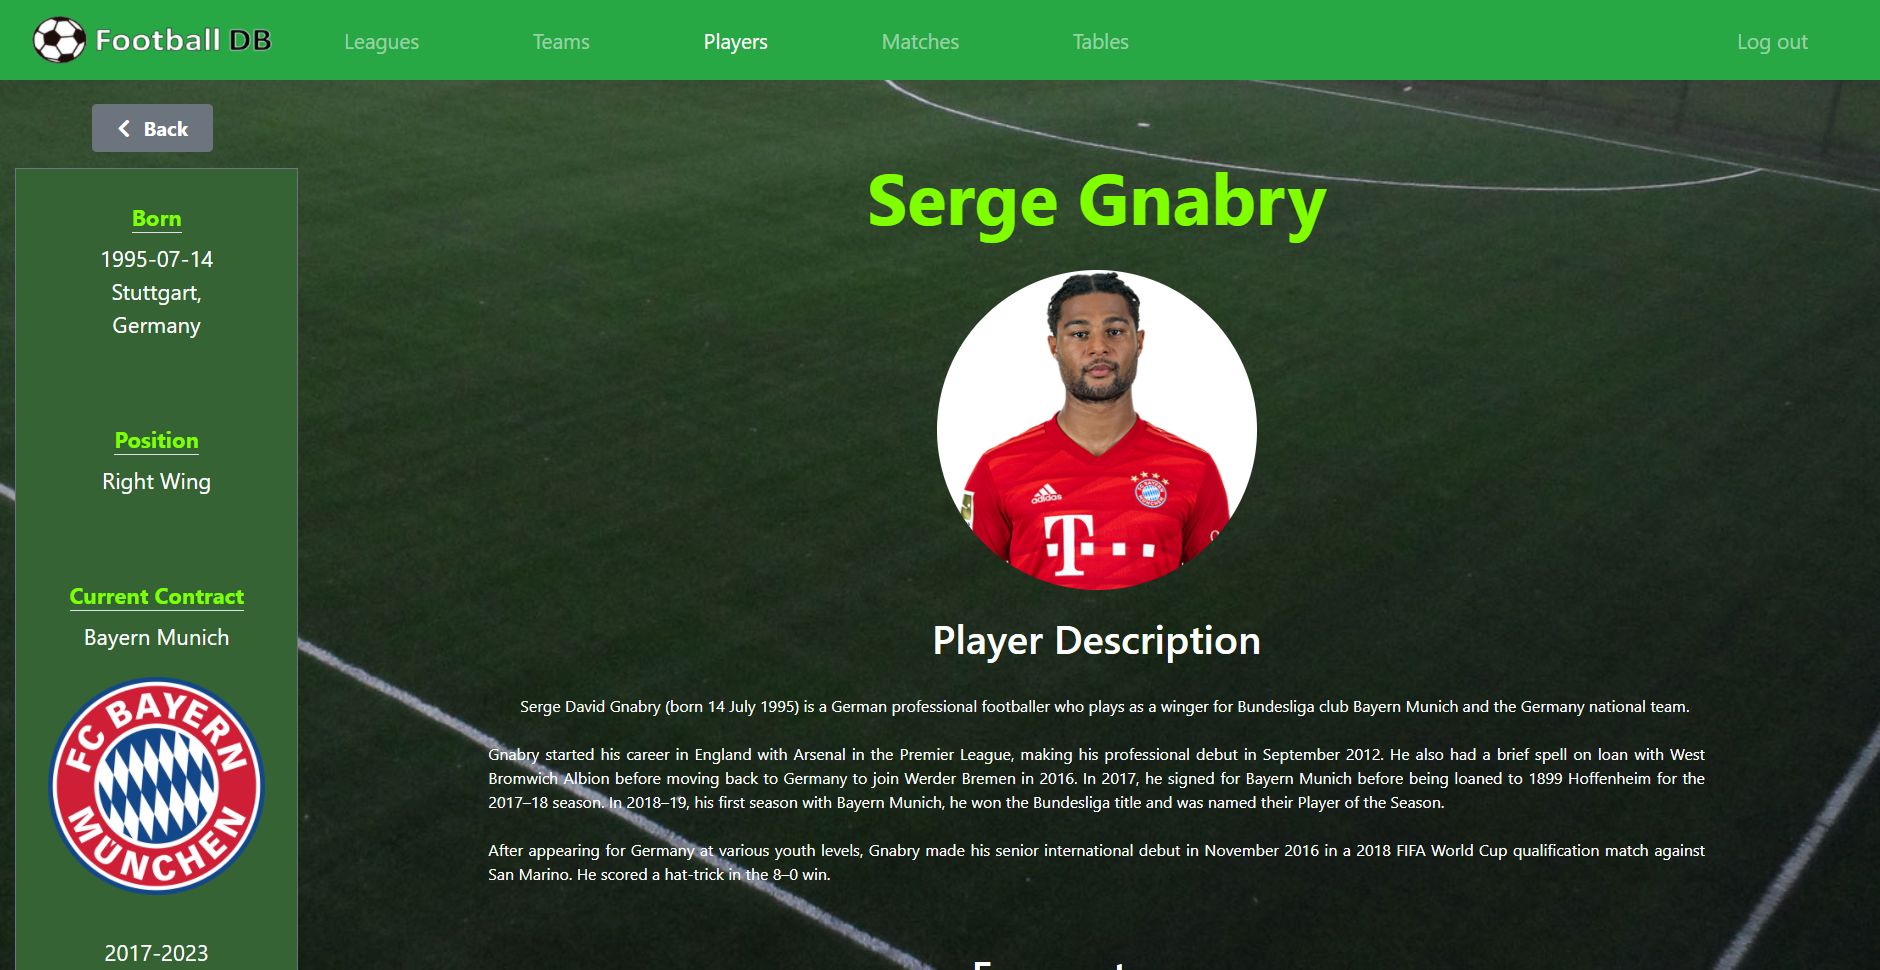 Football DB
Leagues
Teams
Players
Matches
Tables
Log out
Back
Born
1995-07-14
Stuttgart,
Germany
Position
Right Wing
Current Contract
Bayern Munich
FC BAYERN
MÜNCHEN
2017-2023
Serge Gnabry
adidas
FC BAYERN
MÜNCHEN
T
Player Description
Serge David Gnabry (born 14 July 1995) is a German professional footballer who plays as a winger for Bundesliga club Bayern Munich and the Germany national team.
Gnabry started his career in England with Arsenal in the Premier League, making his professional debut in September 2012. He also had a brief spell on loan with West
Bromwich Albion before moving back to Germany to join Werder Bremen in 2016. In 2017, he signed for Bayern Munich before being loaned to 1899 Hoffenheim for the
2017–18 season. In 2018–19, his first season with Bayern Munich, he won the Bundesliga title and was named their Player of the Season.
After appearing for Germany at various youth levels, Gnabry made his senior international debut in November 2016 in a 2018 FIFA World Cup qualification match against
San Marino. He scored a hat-trick in the 8–0 win.